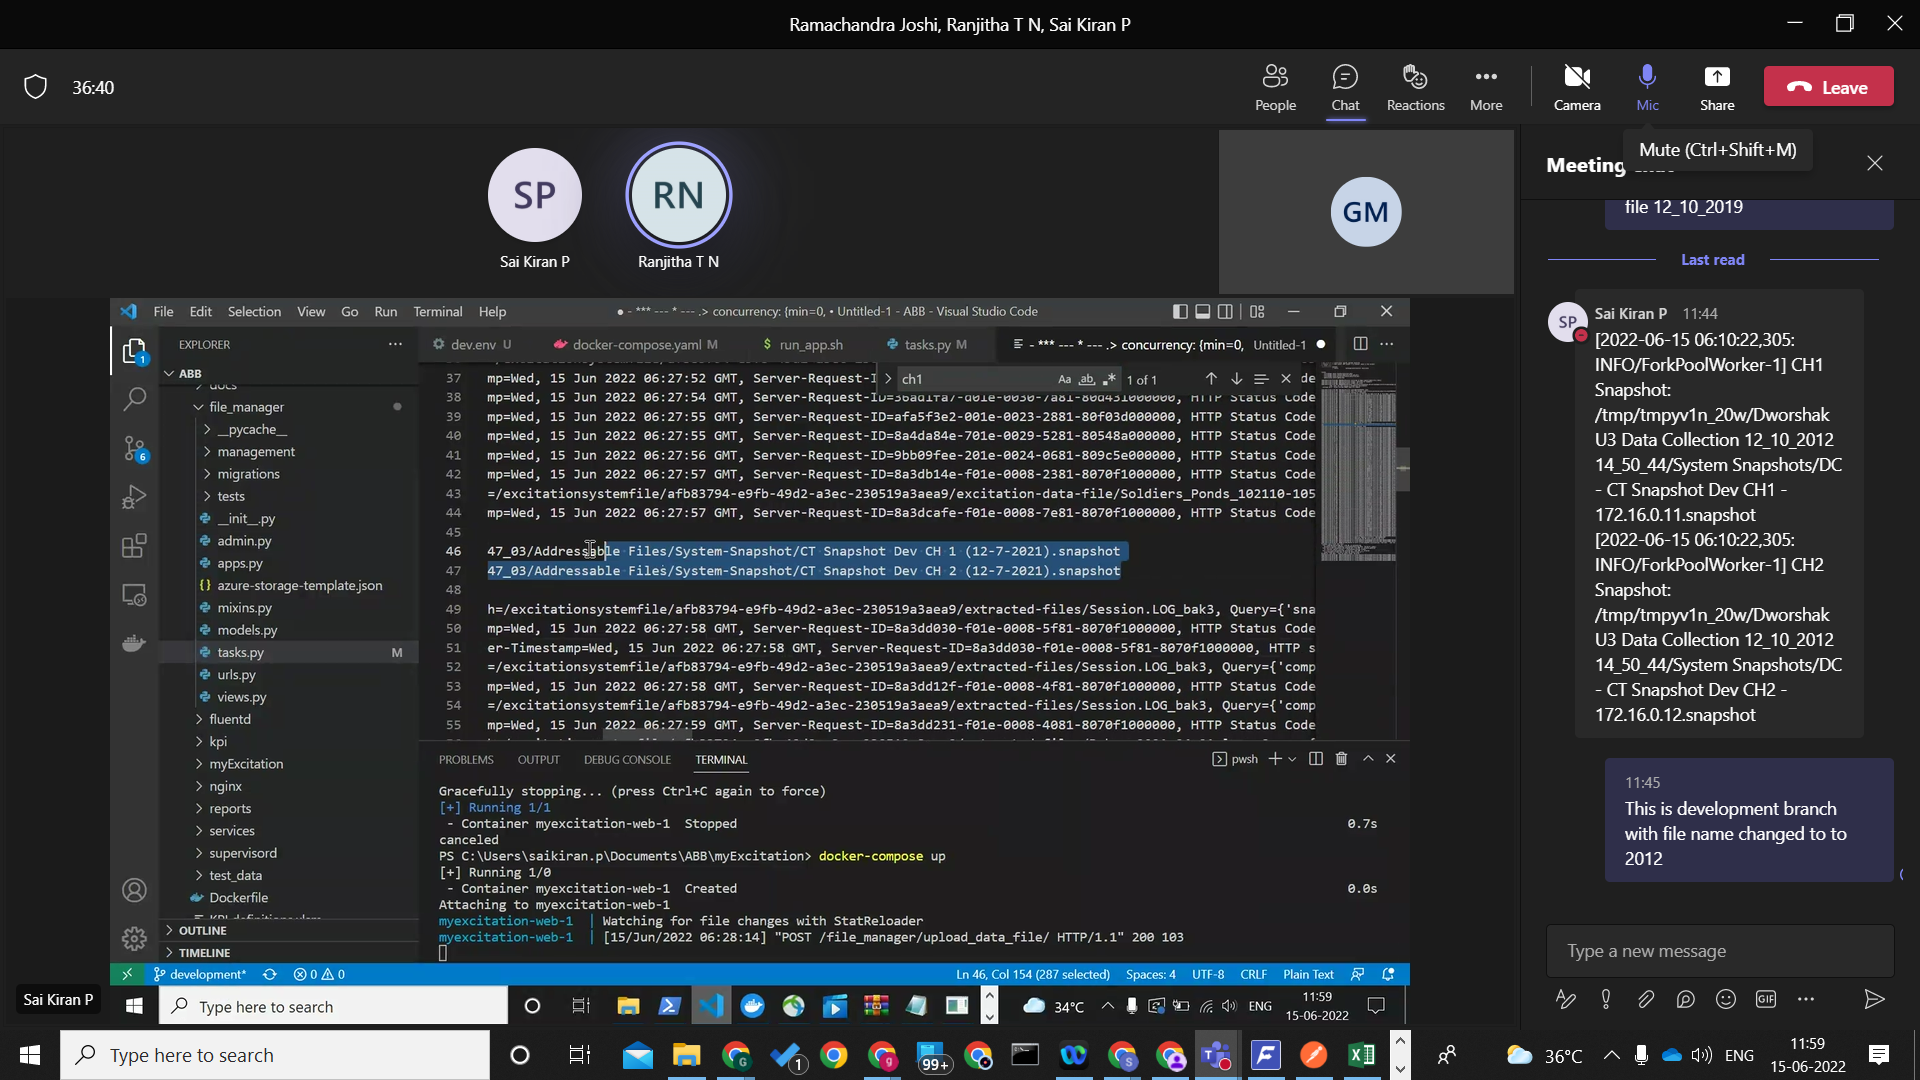 Ramachandra Joshi, Ranjitha T N, Sai Kiran P
36:40
People
Chat
Reactions
More
Camera
Mic
Share
Leave
Mute (Ctrl+Shift+M)
SP
Sai Kiran P
RN
Ranjitha T N
GM
Meeting
file 12_10_2019
Last read
SP
Sai Kiran P 11:44
[2022-06-15 06:10:22,305:
INFO/ForkPoolWorker-1] CH1
Snapshot:
/tmp/tmpyv1n_20w/Dworshak
U3 Data Collection 12_10_2012
14_50_44/System Snapshots/DC
- CT Snapshot Dev CH1 -
172.16.0.11.snapshot
[2022-06-15 06:10:22,305:
INFO/ForkPoolWorker-1] CH2
Snapshot:
/tmp/tmpyv1n_20w/Dworshak
U3 Data Collection 12_10_2012
14_50_44/System Snapshots/DC
- CT Snapshot Dev CH2 -
172.16.0.12.snapshot
11:45
This is development branch
with file name changed to to
2012
Type a new message
GIF
File Edit Selection View Go Run Terminal Help
● - *** --- * --- .> concurrency: {min=0, • Untitled-1 - ABB - Visual Studio Code
EXPLORER
dev.env U
docker-compose.yaml M
$ run_app.sh
tasks.py M
- *** --- * --- .> concurrency: {min=0, Untitled-1
ABB
docs
file_manager
__pycache__
management
migrations
tests
__init__.py
admin.py
apps.py
azure-storage-template.json
mixins.py
models.py
tasks.py M
urls.py
views.py
fluentd
kpi
myExcitation
nginx
reports
services
supervisord
test_data
Dockerfile
OUTLINE
TIMELINE
1
6
ch1
Aa ab .* 1 of 1
37 mp=Wed, 15 Jun 2022 06:27:52 GMT, Server-Request-I
38 mp=Wed, 15 Jun 2022 06:27:54 GMT, Server-Request-ID=36ad1fa7-d01e-0030-7a81-80d431000000, HTTP Status Code
39 mp=Wed, 15 Jun 2022 06:27:55 GMT, Server-Request-ID=afa5f3e2-001e-0023-2881-80f03d000000, HTTP Status Code
40 mp=Wed, 15 Jun 2022 06:27:55 GMT, Server-Request-ID=8a4da84e-701e-0029-5281-80548a000000, HTTP Status Code
41 mp=Wed, 15 Jun 2022 06:27:56 GMT, Server-Request-ID=9bb09fee-201e-0024-0681-809c5e000000, HTTP Status Code
42 mp=Wed, 15 Jun 2022 06:27:57 GMT, Server-Request-ID=8a3db14e-f01e-0008-2381-8070f1000000, HTTP Status Code
43 =/excitationsystemfile/afb83794-e9fb-49d2-a3ec-230519a3aea9/excitation-data-file/Soldiers_Ponds_102110-105
44 mp=Wed, 15 Jun 2022 06:27:57 GMT, Server-Request-ID=8a3dcafe-f01e-0008-7e81-8070f1000000, HTTP Status Code
45
46 47_03/Addressable Files/System-Snapshot/CT Snapshot Dev CH 1 (12-7-2021).snapshot
47 47_03/Addressable Files/System-Snapshot/CT Snapshot Dev CH 2 (12-7-2021).snapshot
48
49 h=/excitationsystemfile/afb83794-e9fb-49d2-a3ec-230519a3aea9/extracted-files/Session.LOG_bak3, Query={'sna
50 mp=Wed, 15 Jun 2022 06:27:58 GMT, Server-Request-ID=8a3dd030-f01e-0008-5f81-8070f1000000, HTTP Status Code
51 er-Timestamp=Wed, 15 Jun 2022 06:27:58 GMT, Server-Request-ID=8a3dd030-f01e-0008-5f81-8070f1000000, HTTP s
52 =/excitationsystemfile/afb83794-e9fb-49d2-a3ec-230519a3aea9/extracted-files/Session.LOG_bak3, Query={'comp
53 mp=Wed, 15 Jun 2022 06:27:58 GMT, Server-Request-ID=8a3dd12f-f01e-0008-4f81-8070f1000000, HTTP Status Code
54 =/excitationsystemfile/afb83794-e9fb-49d2-a3ec-230519a3aea9/extracted-files/Session.LOG_bak3, Query={'comp
55 mp=Wed, 15 Jun 2022 06:27:59 GMT, Server-Request-ID=8a3dd231-f01e-0008-4081-8070f1000000, HTTP Status Code
PROBLEMS OUTPUT DEBUG CONSOLE TERMINAL
pwsh
Gracefully stopping... (press Ctrl+C again to force)
[+] Running 1/1
- Container myexcitation-web-1 Stopped 0.7s
canceled
PS C:\Users\saikiran.p\Documents\ABB\myExcitation> docker-compose up
[+] Running 1/0
- Container myexcitation-web-1 Created 0.0s
Attaching to myexcitation-web-1
myexcitation-web-1 | Watching for file changes with StatReloader
myexcitation-web-1 | [15/Jun/2022 06:28:14] "POST /file_manager/upload_data_file/ HTTP/1.1" 200 103
development* 0 0 Ln 46, Col 154 (287 selected) Spaces: 4 UTF-8 CRLF Plain Text
Sai Kiran P
Type here to search
34°C
ENG
11:59
15-06-2022
Type here to search
1
99+
36°C
ENG
11:59
15-06-2022